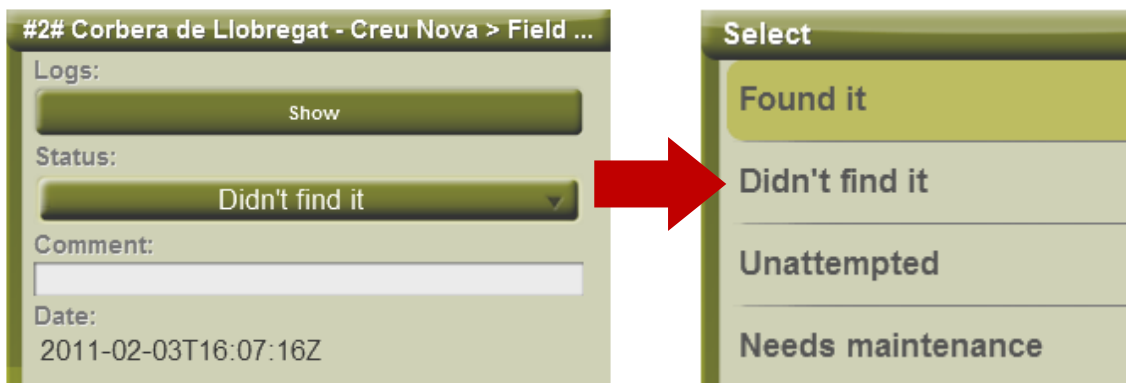 #2# Corbera de Llobregat - Creu Nova > Field ...
Logs:
Show
Status:
Didn't find it
Comment:
Date:
2011-02-03T16:07:16Z
Select
Found it
Didn't find it
Unattempted
Needs maintenance